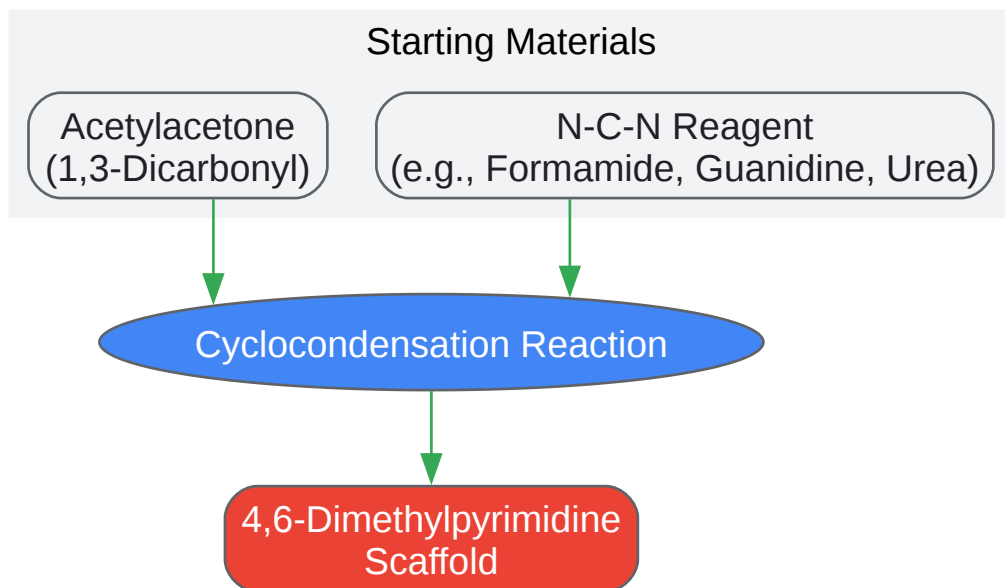 Starting Materials
Acetylacetone
(1,3-Dicarbonyl)
N-C-N Reagent
(e.g., Formamide, Guanidine, Urea)
Cyclocondensation Reaction
4,6-Dimethylpyrimidine
Scaffold